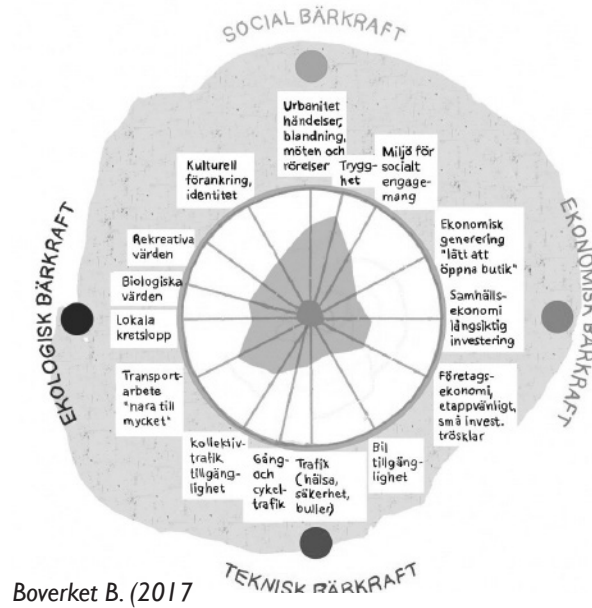 SOCIAL BÄRKRAFT
Urbanitet
händelser,
blandning,
möten och
rörelser
Trygg-
het
Miljö för
socialt
engage-
mang
Kulturell
förankring,
identitet
Ekonomisk
generering
"lätt att
öppna butik"
Rekreativa
värden
Biologiska
värden
Lokala
kretslopp
Samhälls-
ekonomi
långsiktig
investering
EKOLOGISK BÄRKRAFT
EKONOMISK BÄRKRAFT
Transport-
arbete
"nara till
mycket"
Företags-
ekonomi,
etappvänligt,
små invest.
trösklar
Kollektiv-
trafik
tillgäng-
lighet
Gång-
och
cykel-
trafik
Trafik
(hälsa,
säkerhet,
buller)
Bil
tillgäng-
lighet
TEKNISK BÄRKRAFT
Boverket B. (2017